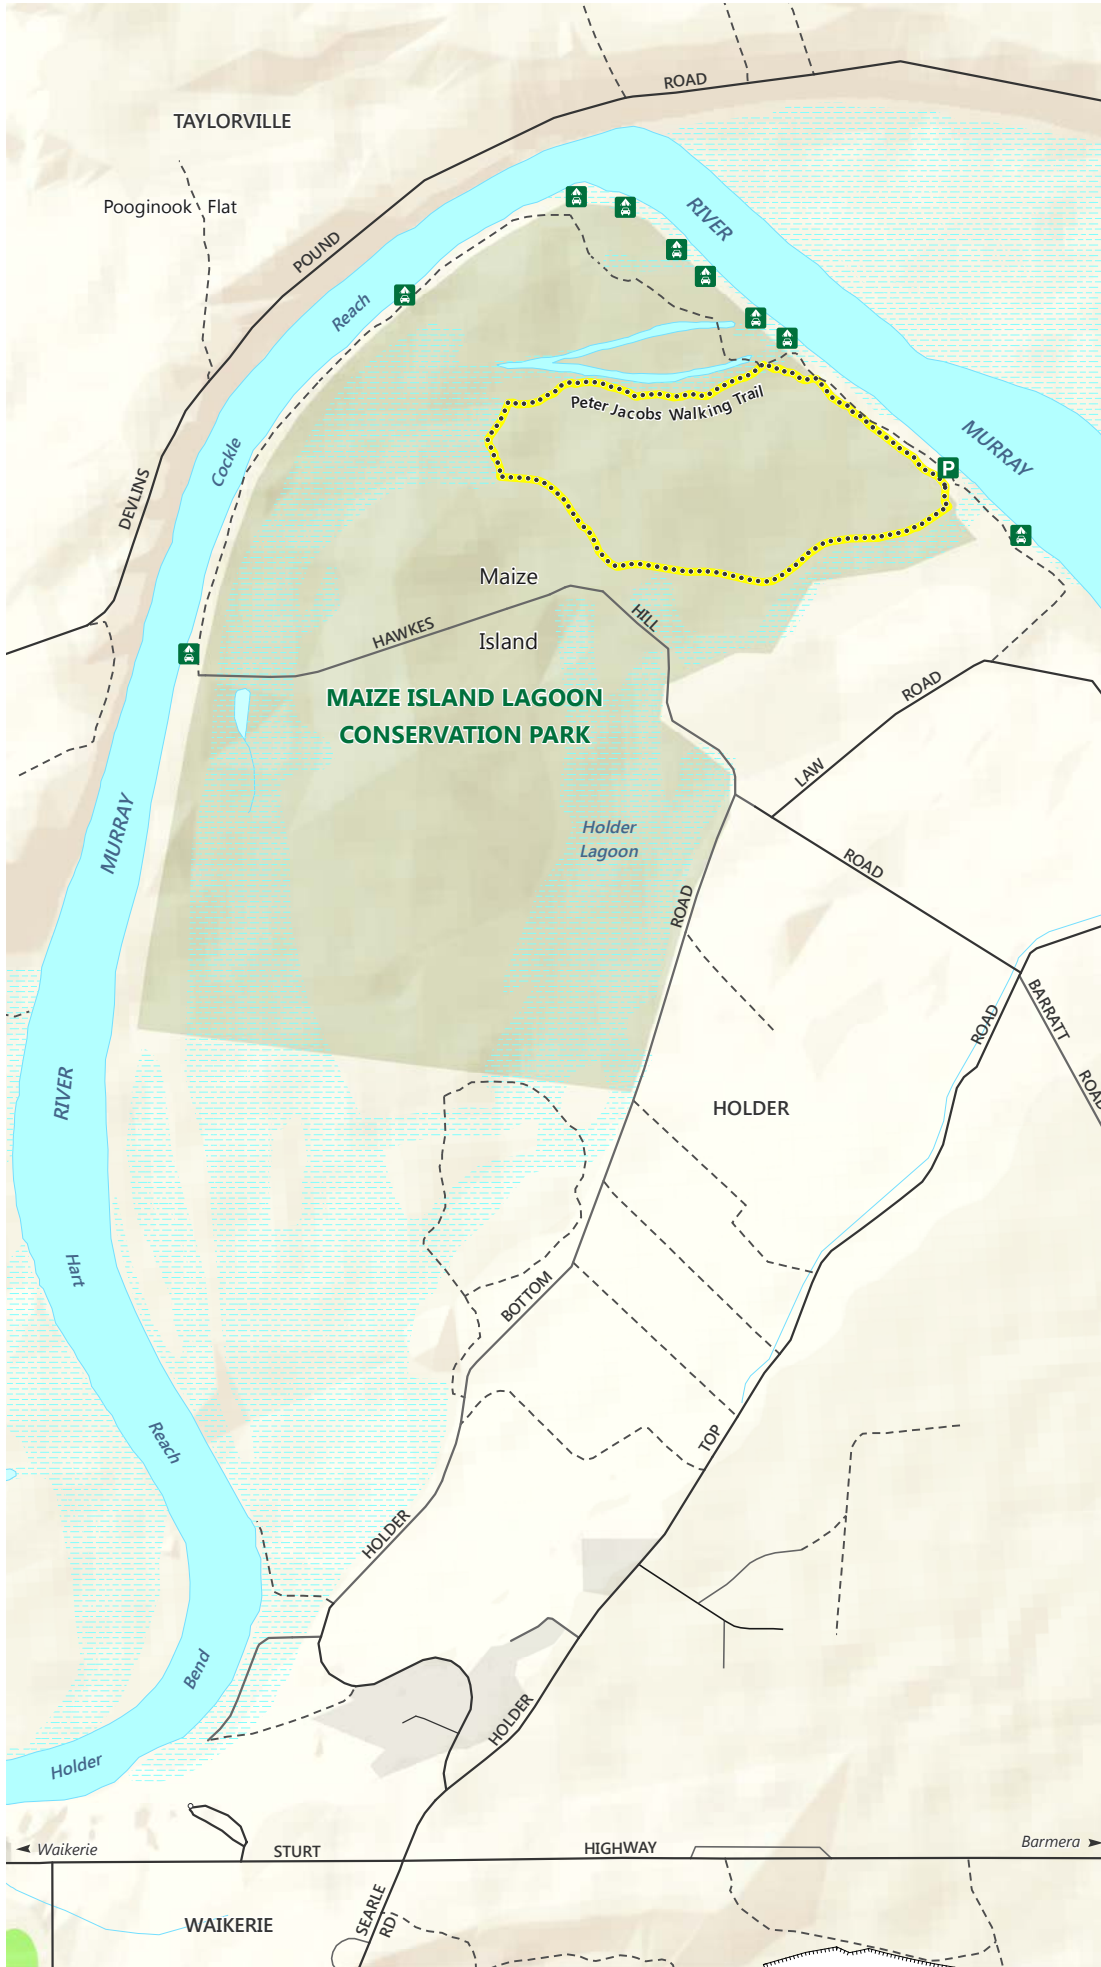 ROAD
TAYLORVILLE
Pooginook Flat
RIVER
POUND
Reach
Peter Jacobs Walking Trail
MURRAY
Cockle
P
DEVLINS
Maize
HILL
HAWKES
Island
ROAD
MAIZE ISLAND LAGOON
CONSERVATION PARK
LAW
MURRAY
Holder
Lagoon
ROAD
ROAD
BARRATT
ROAD
ROAD
RIVER
HOLDER
Hart
BOTTOM
Reach
TOP
HOLDER
Bend
HOLDER
Holder
Waikerie
STURT
HIGHWAY
Barmera
SEARLE
RD
WAIKERIE